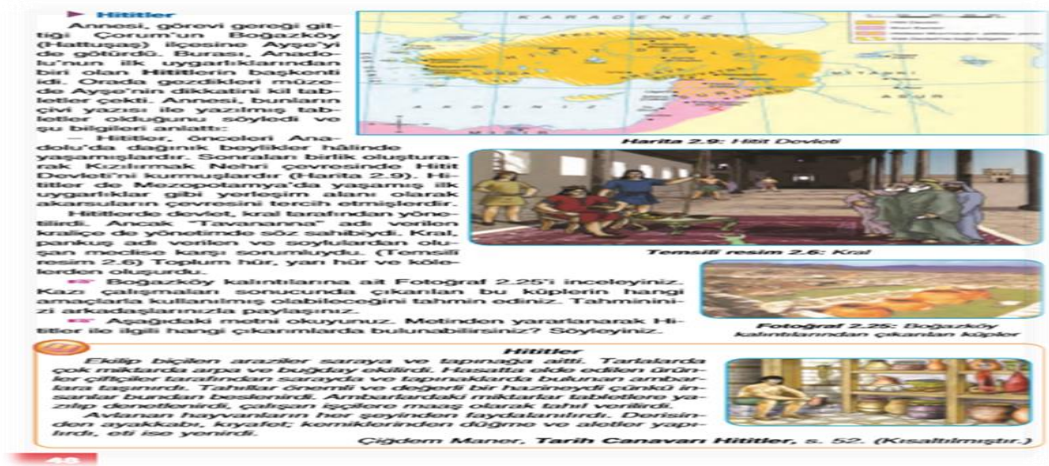 Hititler
Annesi, görevi gereği git-
tiği Çorum'un Boğazköy
(Hattuşaş) ilçesine Ayşe'yi
de götürdü. Burası, Anado-
lu'nun ilk uygarlıklarından
biri olan Hititlerin başkenti
idi. Orada gezdikleri müze-
de Ayşe'nin dikkatini kil tab-
letler çekti. Annesi, bunların
çivi yazısı ile yazılmış tab-
letler olduğunu söyledi ve
şu bilgileri anlattı:
– Hititler, önceleri Ana-
dolu'da dağınık beylikler hâlinde
yaşamışlardır. Sonraları birlik oluştura-
rak Kızılırmak Nehri çevresinde Hitit
Devleti'ni kurmuşlardır (Harita 2.9). Hi-
titler de Mezopotamya'da yaşamış ilk
uygarlıklar gibi yerleşim alanı olarak
akarsuların çevresini tercih etmişlerdir.
Hititlerde devlet, kral tarafından yöne-
tilirdi. Ancak "Tavananna" adı verilen
kraliçe de yönetimde söz sahibiydi. Kral,
pankuş adı verilen ve soylulardan olu-
şan meclise karşı sorumluydu. (Temsilî
resim 2.6) Toplum hür, yarı hür ve köle-
lerden oluşurdu.
KARADENİZ
AKDENİZ
MISIR
MİTANNİ
ASUR
Harita 2.9: Hitit Devleti
Temsilî resim 2.6: Kral
Boğazköy kalıntılarına ait Fotoğraf 2.25'i inceleyiniz.
Kazı çalışmaları sonucunda çıkarılan bu küplerin hangi
amaçlarla kullanılmış olabileceğini tahmin ediniz. Tahmininі-
zi arkadaşlarınızla paylaşınız.
Aşağıdaki metni okuyunuz. Metinden yararlanarak Hi-
titler ile ilgili hangi çıkarımlarda bulunabilirsiniz? Söyleyiniz.
Fotoğraf 2.25: Boğazköy
kalıntılarından çıkarılan küpler
Hititler
Ekilip biçilen araziler saraya ve tapınağa aitti. Tarlalarda
çok miktarda arpa ve buğday ekilirdi. Hasatta elde edilen ürün-
ler çiftçiler tarafından sarayda ve tapınaklarda bulunan ambar-
lara taşınırdı. Tahıllar önemli ve değerli bir hazineydi çünkü in-
sanlar bundan beslenirdi. Ambarlardaki miktarlar tabletlere ya-
zılıp denetlenirdi, çalışan işçilere maaş olarak tahıl verilirdi.
Avlanan hayvanların her şeyinden faydalanılırdı. Derisin-
den ayakkabı, kıyafet; kemiklerinden düğme ve aletler yapı-
lırdı, eti ise yenirdi.
Çiğdem Maner, Tarih Canavarı Hititler, s. 52. (Kısaltılmıştır.)
48